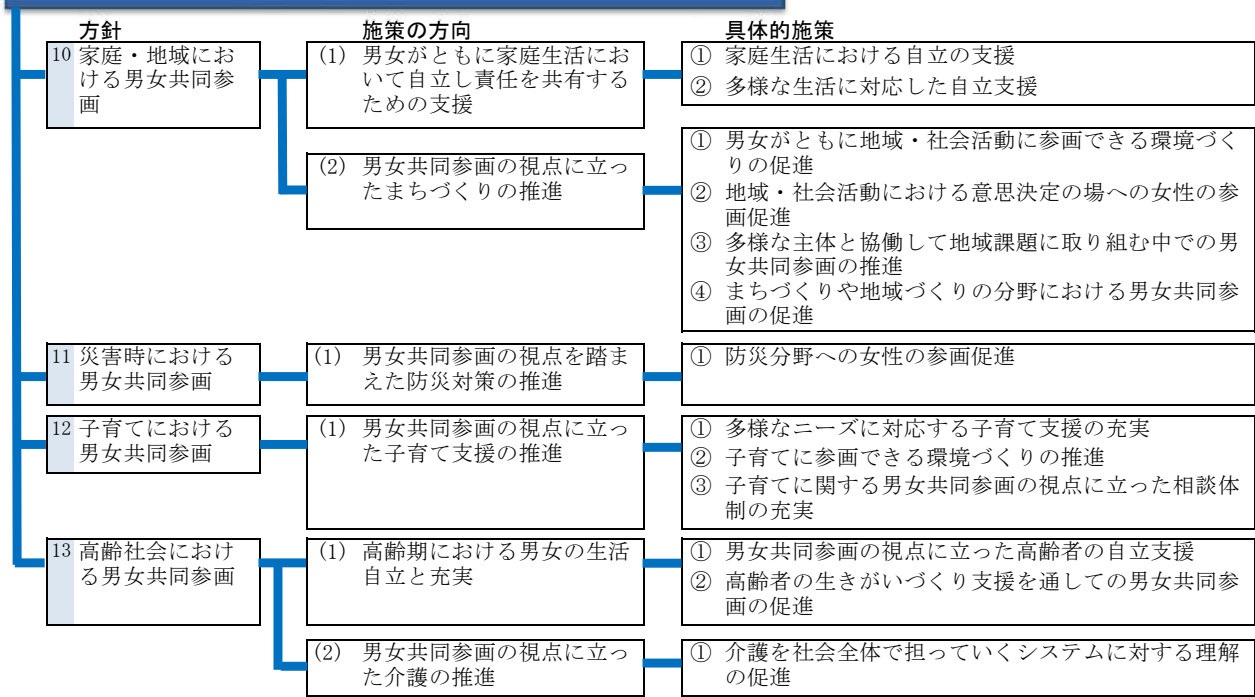 方針
施策の方向
具体的施策
10 家庭・地域にお
ける男女共同参
画
(1) 男女がともに家庭生活にお
いて自立し責任を共有する
ための支援
① 家庭生活における自立の支援
② 多様な生活に対応した自立支援
(2) 男女共同参画の視点に立っ
たまちづくりの推進
① 男女がともに地域・社会活動に参画できる環境づく
りの促進
② 地域・社会活動における意思決定の場への女性の参
画促進
③ 多様な主体と協働して地域課題に取り組む中での男
女共同参画の推進
④ まちづくりや地域づくりの分野における男女共同参
画の促進
11 災害時における
男女共同参画
(1) 男女共同参画の視点を踏ま
えた防災対策の推進
① 防災分野への女性の参画促進
12 子育てにおける
男女共同参画
(1) 男女共同参画の視点に立っ
た子育て支援の推進
① 多様なニーズに対応する子育て支援の充実
② 子育てに参画できる環境づくりの推進
③ 子育てに関する男女共同参画の視点に立った相談体
制の充実
13 高齢社会におけ
る男女共同参画
(1) 高齢期における男女の生活
自立と充実
① 男女共同参画の視点に立った高齢者の自立支援
② 高齢者の生きがいづくり支援を通しての男女共同参
画の促進
(2) 男女共同参画の視点に立っ
た介護の推進
① 介護を社会全体で担っていくシステムに対する理解
の促進